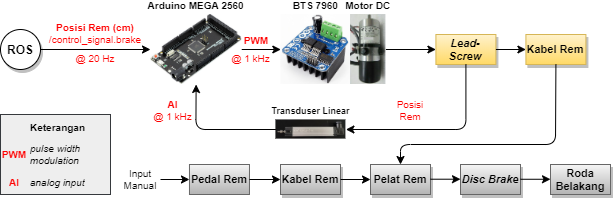 Arduino MEGA 2560
BTS 7960
Motor DC
Posisi Rem (cm)
/control_signal.brake
@ 20 Hz
ROS
PWM
@ 1 kHz
Lead-
Screw
Kabel Rem
AI
@ 1 kHz
Transduser Linear
Posisi
Rem
Keterangan
PWM pulse width
modulation
AI analog input
Input
Manual
Pedal Rem
Kabel Rem
Pelat Rem
Disc Brake
Roda
Belakang